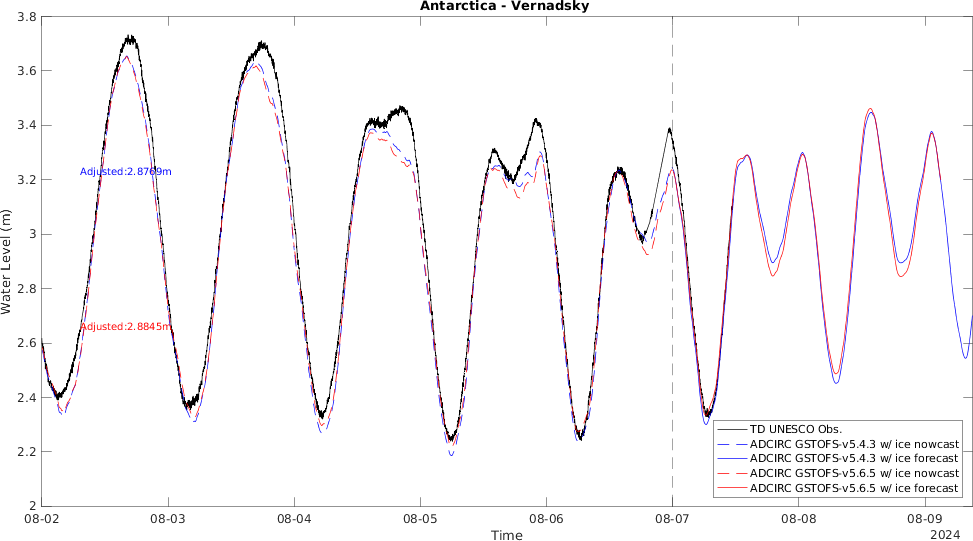 Antarctica - Vernadsky
3.8
3.6
3.4
3.2
3
2.8
2.6
2.4
2.2
2
Water Level (m)
Adjusted:2.8769m
Adjusted:2.8845m
TD UNESCO Obs.
ADCIRC GSTOFS-v5.4.3 w/ ice nowcast
ADCIRC GSTOFS-v5.4.3 w/ ice forecast
ADCIRC GSTOFS-v5.6.5 w/ ice nowcast
ADCIRC GSTOFS-v5.6.5 w/ ice forecast
08-02 08-03 08-04 08-05 08-06 08-07 08-08 08-09
Time
2024